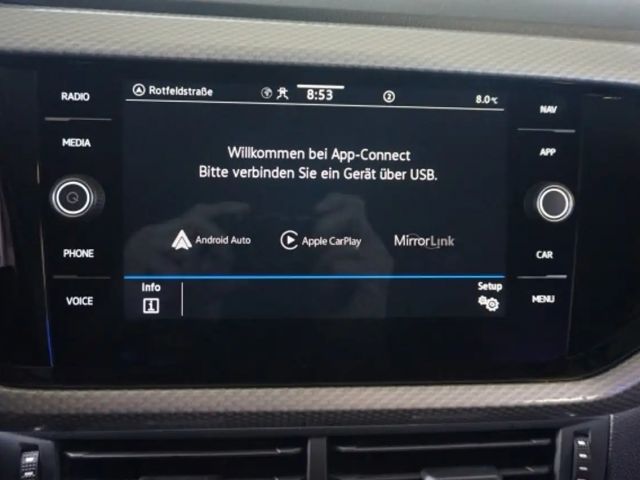 RADIO
MEDIA
PHONE
VOICE
Rotfeldstraße 8:53 2 8.0°C
Willkommen bei App-Connect
Bitte verbinden Sie ein Gerät über USB.
Android Auto Apple CarPlay MirrorLink
Info Setup
NAV
APP
CAR
MENU